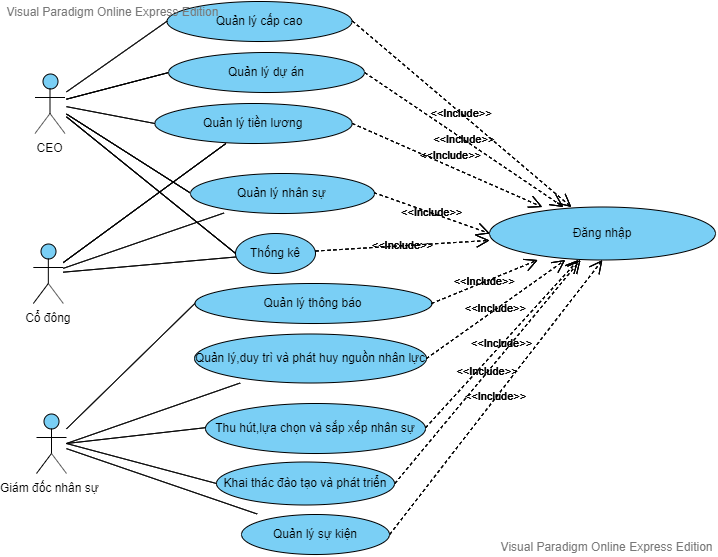 Visual Paradigm Online Express Edition
Quản lý cấp cao
Quản lý dự án
<<Include>>
Quản lý tiền lương
<<Include>>
CEO
<<Include>>
Quản lý nhân sự
<<Include>>
Đăng nhập
Thống kê
<<Include>>
<<Include>>
Quản lý thông báo
Cổ đông
<<Include>>
<<Include>>
Quản lý,duy trì và phát huy nguồn nhân lực
<<Include>>
<<Include>>
Thu hút,lựa chọn và sắp xếp nhân sự
Khai thác đào tạo và phát triển
Giám đốc nhân sự
Quản lý sự kiện
Visual Paradigm Online Express Edition